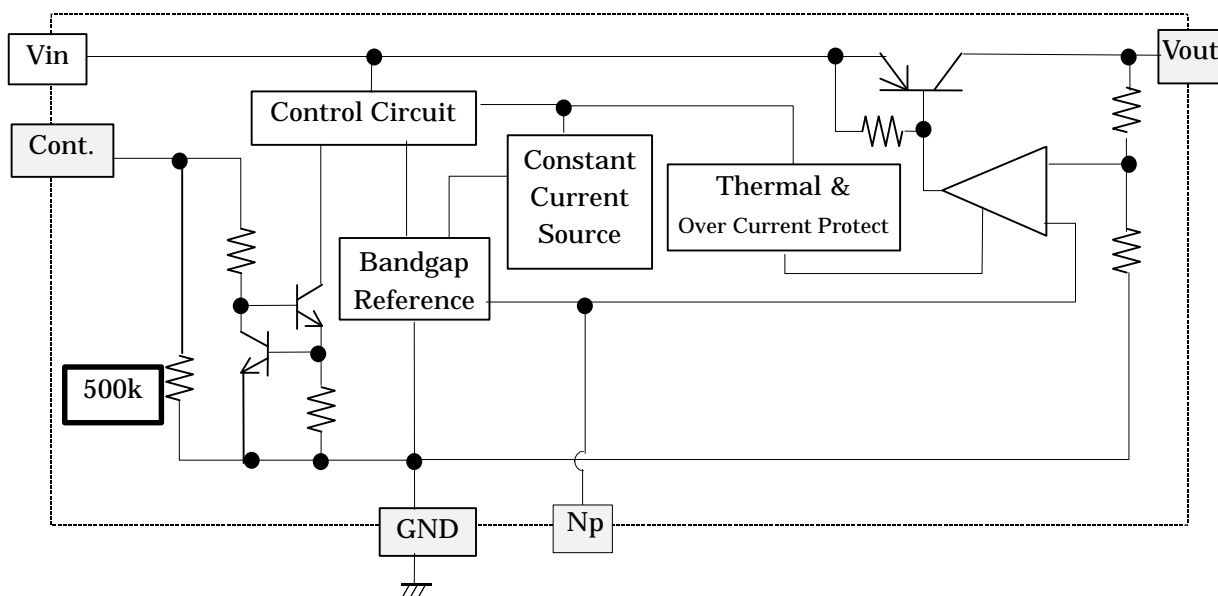 Vin
Vout
Control Circuit
Cont.
Constant
Current
Source
Thermal &
Over Current Protect
Bandgap
Reference
500k
GND
Np